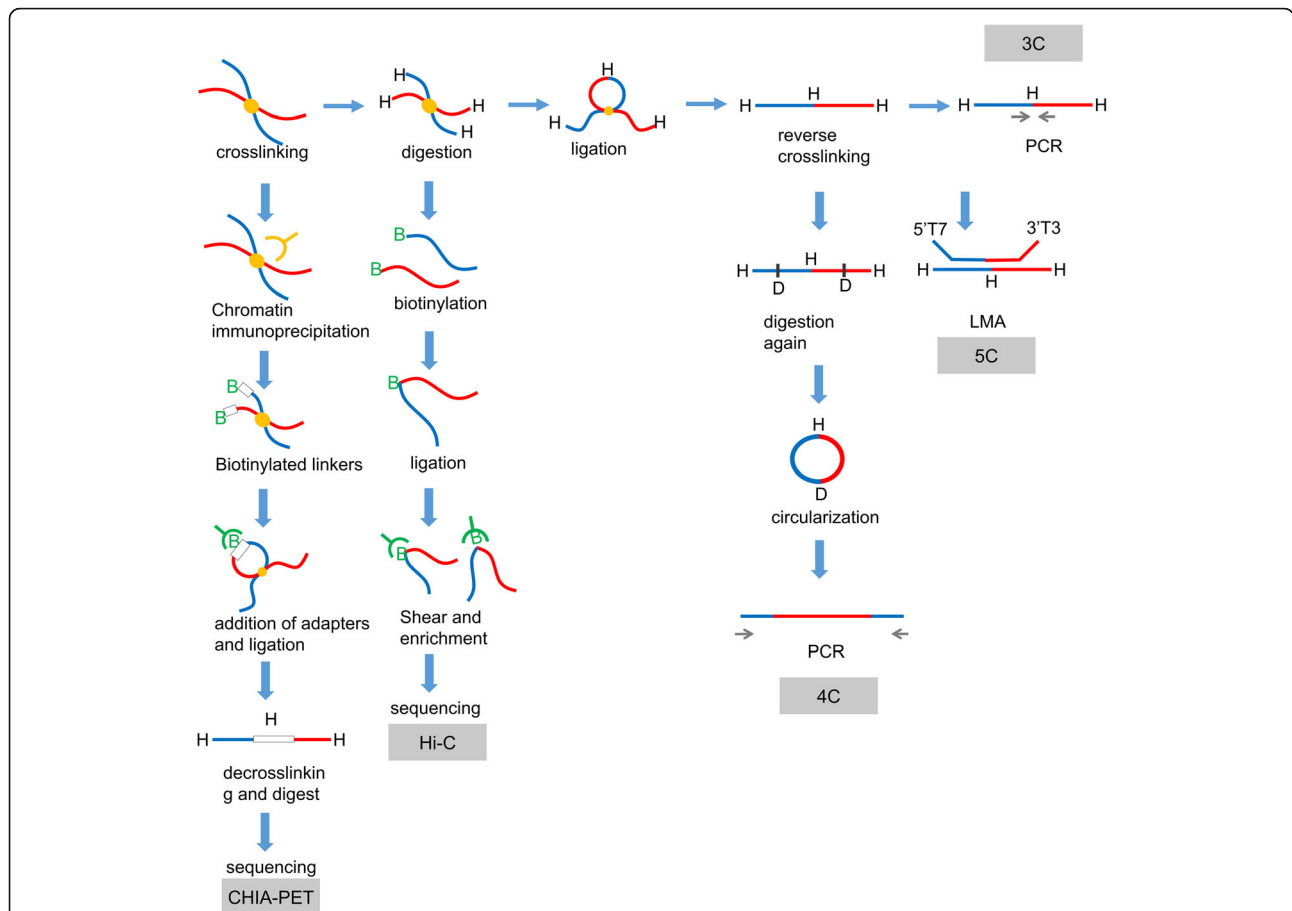 3C
H
H
H
H
H
H
H
H
H
H
H
H
crosslinking
digestion
ligation
reverse
crosslinking
PCR
B
B
Chromatin
immunoprecipitation
biotinylation
H
H
H
D
D
digestion
again
5'T7
3'T3
H
H
H
LMA
5C
B
B
Biotinylated linkers
B
ligation
H
D
circularization
B
addition of adapters
and ligation
B
B
Shear and
enrichment
PCR
4C
H
H
H
decrosslinkin
g and digest
sequencing
Hi-C
sequencing
CHIA-PET